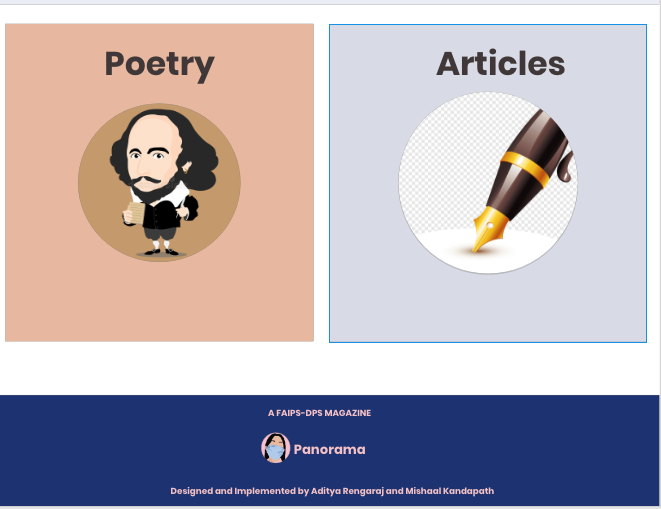 Poetry
Articles
A FAIPS-DPS MAGAZINE
Panorama
Designed and Implemented by Aditya Rengaraj and Mishaal Kandapath